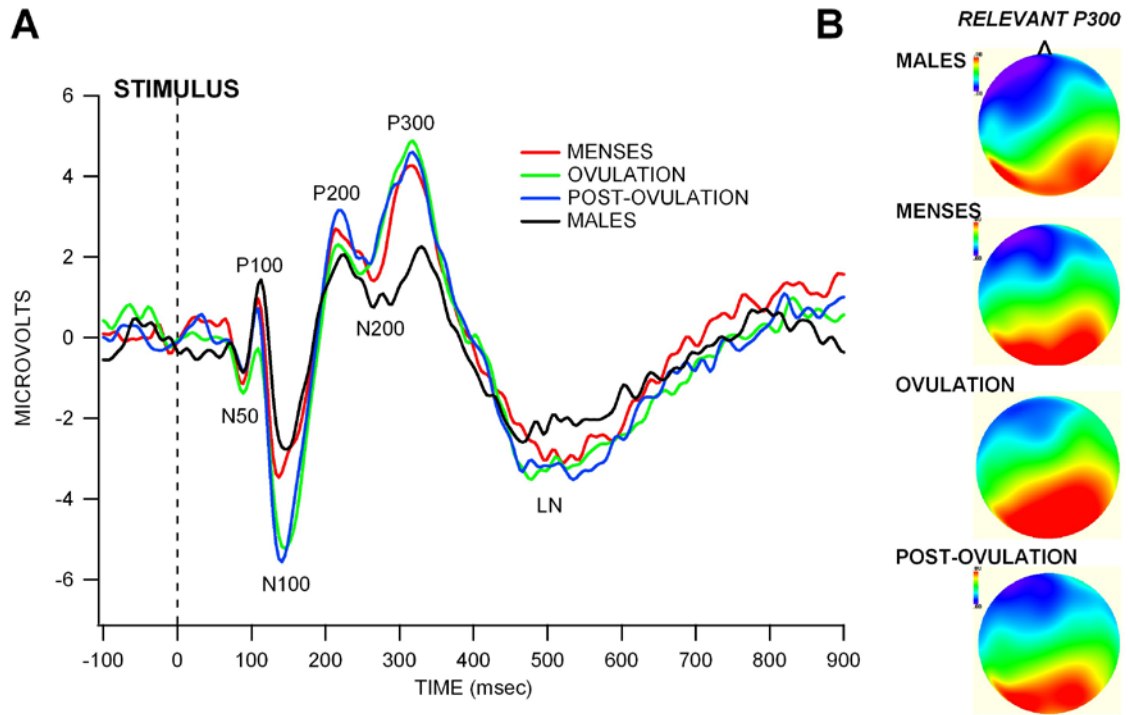 A
STIMULUS
6
4
2
0
-2
-4
-6
MICROVOLTS
P300
P200
P100
N50
N200
N100
LN
MENSES
OVULATION
POST-OVULATION
MALES
-100 0 100 200 300 400 500 600 700 800 900
TIME (msec)
B
RELEVANT P300
MALES
MENSES
OVULATION
POST-OVULATION